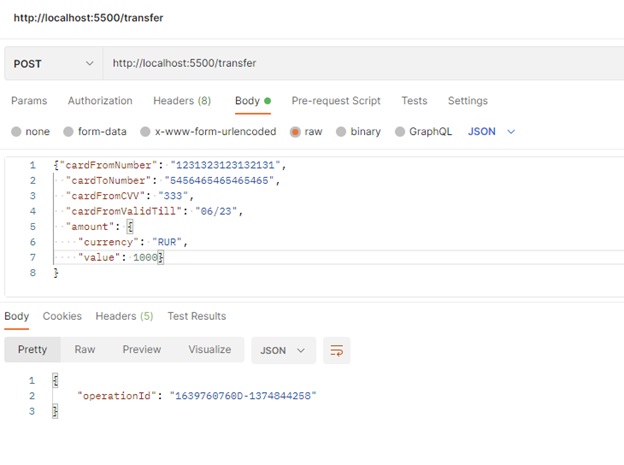 http://localhost:5500/transfer
POST http://localhost:5500/transfer
Params Authorization Headers (8) Body Pre-request Script Tests Settings
none form-data x-www-form-urlencoded raw binary GraphQL JSON
1 {"cardFromNumber": "1231323123132131",
2 "cardToNumber": "5456465465465465",
3 "cardFromCVV": "333",
4 "cardFromValidTill": "06/23",
5 "amount": {
6 "currency": "RUR",
7 "value": 1000}
8 }
Body Cookies Headers (5) Test Results
Pretty Raw Preview Visualize JSON
1 {
2 "operationId": "1639760760D-1374844258"
3 }